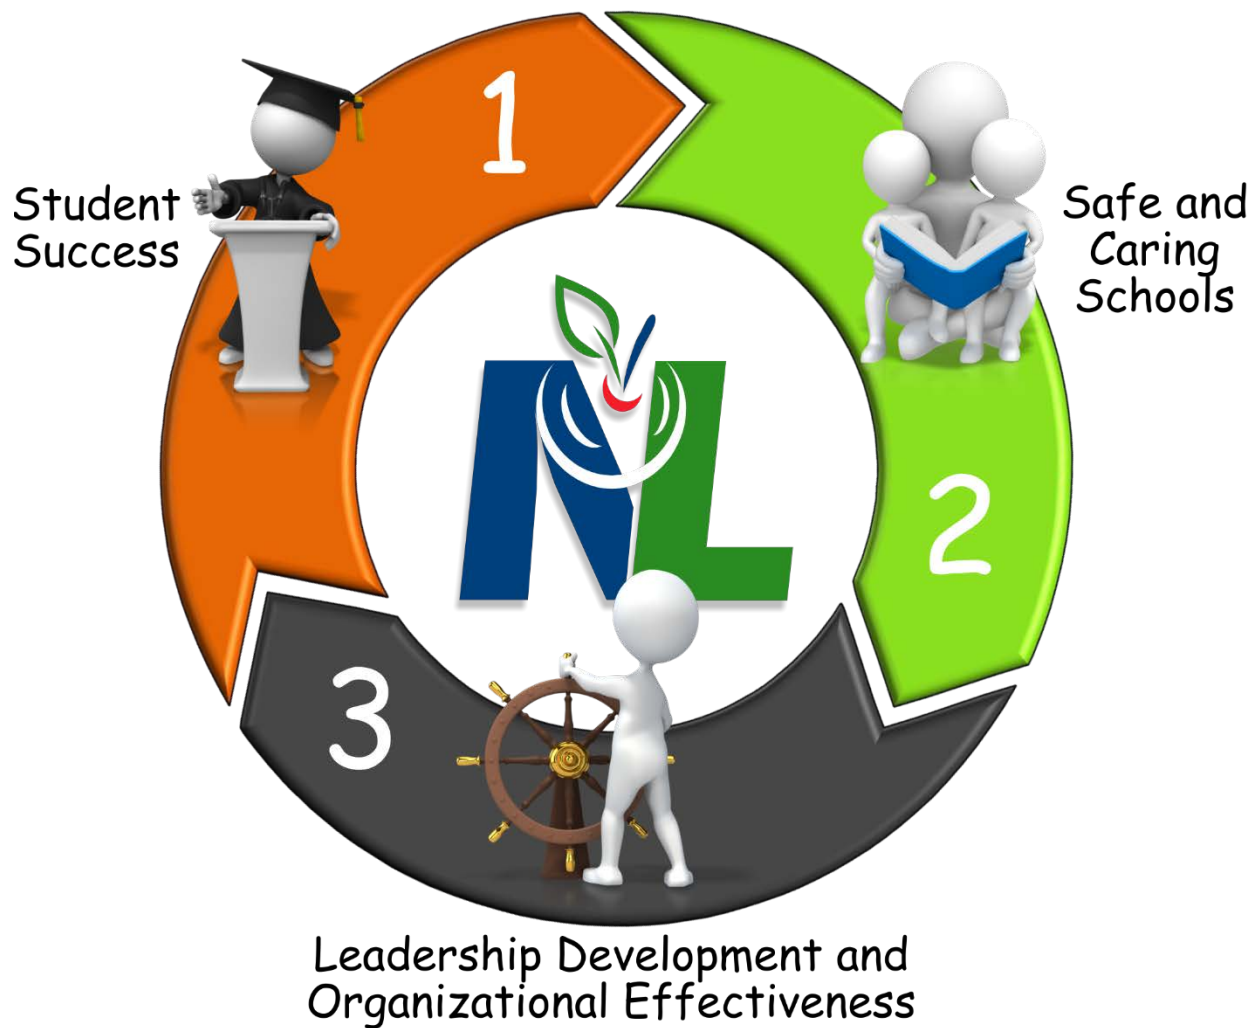 1
Student
Success
Safe and
Caring
Schools
NL
2
3
Leadership Development and
Organizational Effectiveness